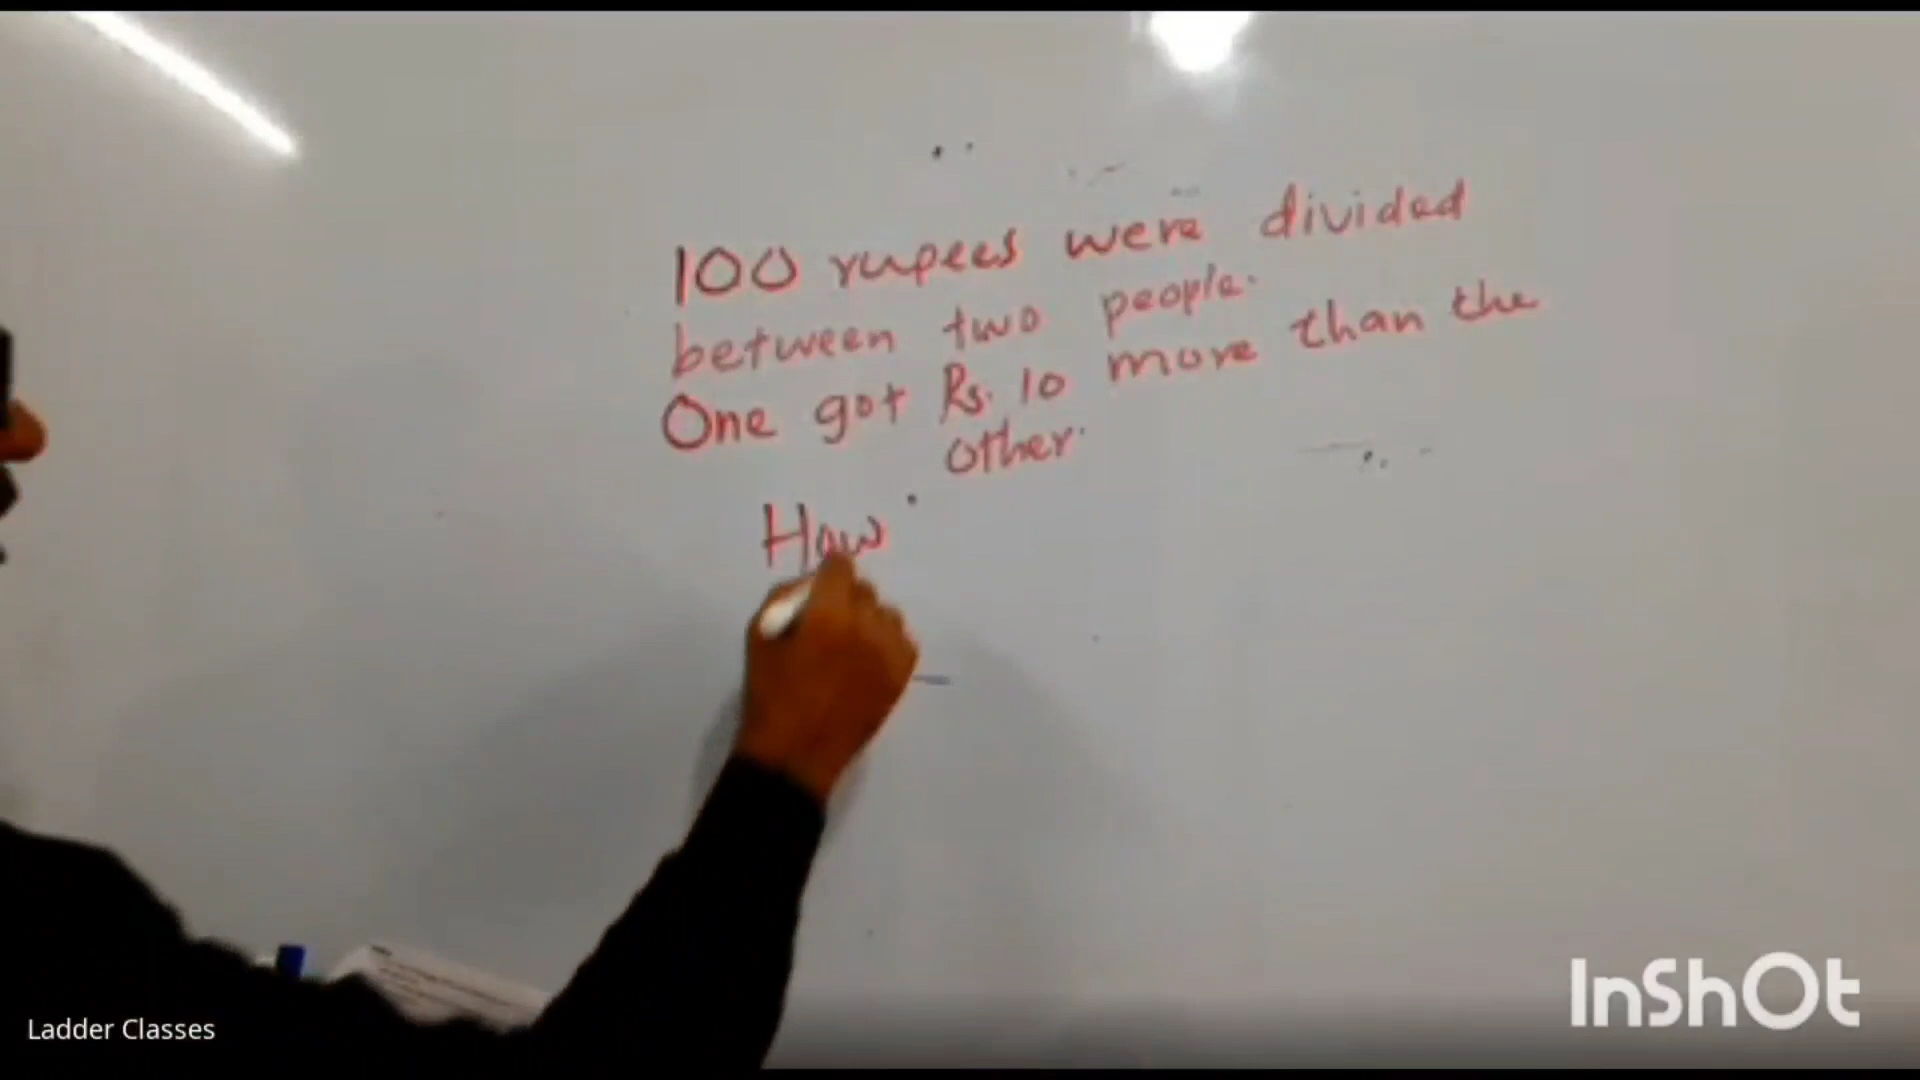 100 rupees were divided
between two people.
One got Rs. 10 more than the
other.
How
Ladder Classes
InShOt